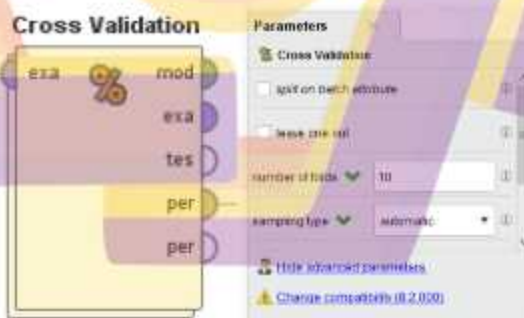 Cross Validation
exa
mod
exa
tes
per
per
Parameters
Cross Validation
split on batch attribute
leave one out
number of folds
10
sampling type
automatic
Hide advanced parameters
Change compatibility (8.2.000)